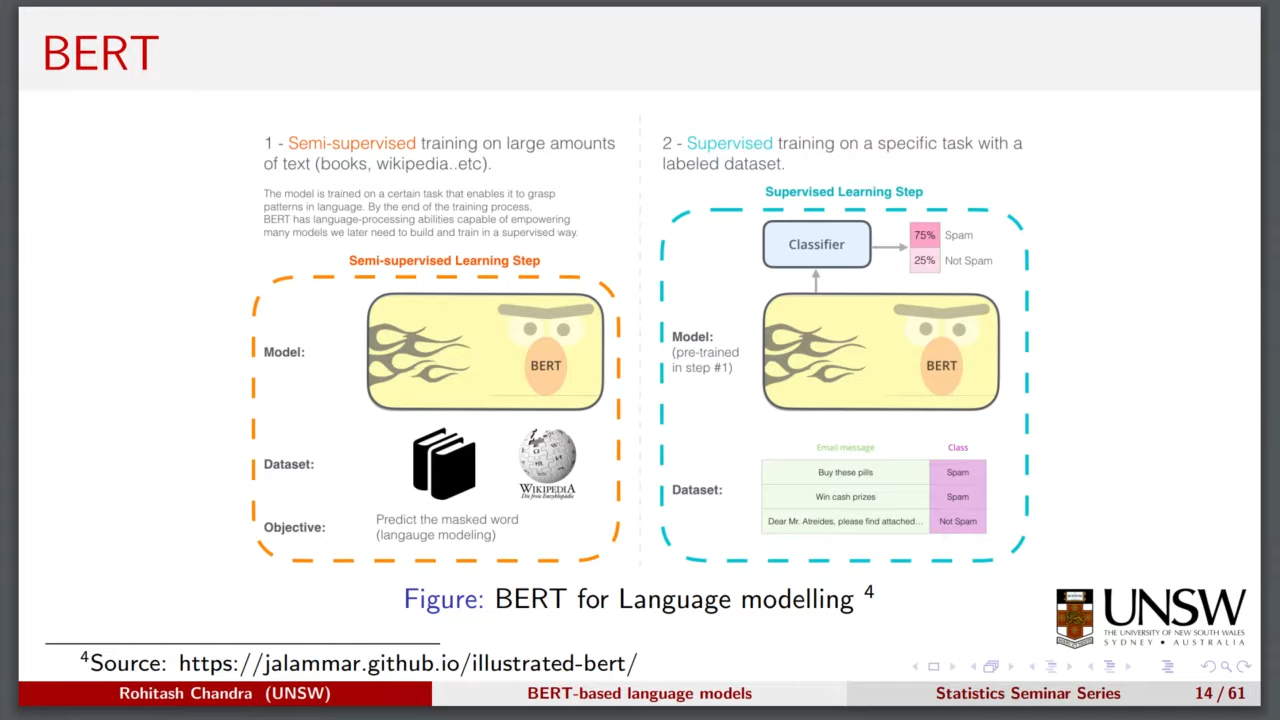 BERT
1 - Semi-supervised training on large amounts
of text (books, wikipedia..etc).
The model is trained on a certain task that enables it to grasp
patterns in language. By the end of the training process,
BERT has language-processing abilities capable of empowering
many models we later need to build and train in a supervised way.
Semi-supervised Learning Step
Model:
BERT
Dataset:
WIKIPEDIA
Die freie Enzyklopädie
Objective:
Predict the masked word
(langauge modeling)
2 - Supervised training on a specific task with a
labeled dataset.
Supervised Learning Step
Classifier
75% Spam
25% Not Spam
Model:
(pre-trained
in step #1)
BERT
Email message Class
Dataset:
Buy these pills Spam
Win cash prizes Spam
Dear Mr. Atreides, please find attached... Not Spam
Figure: BERT for Language modelling 4
UNSW
THE UNIVERSITY OF NEW SOUTH WALES
SYDNEY • AUSTRALIA
4Source: https://jalammar.github.io/illustrated-bert/
Rohitash Chandra (UNSW) BERT-based language models Statistics Seminar Series 14 / 61